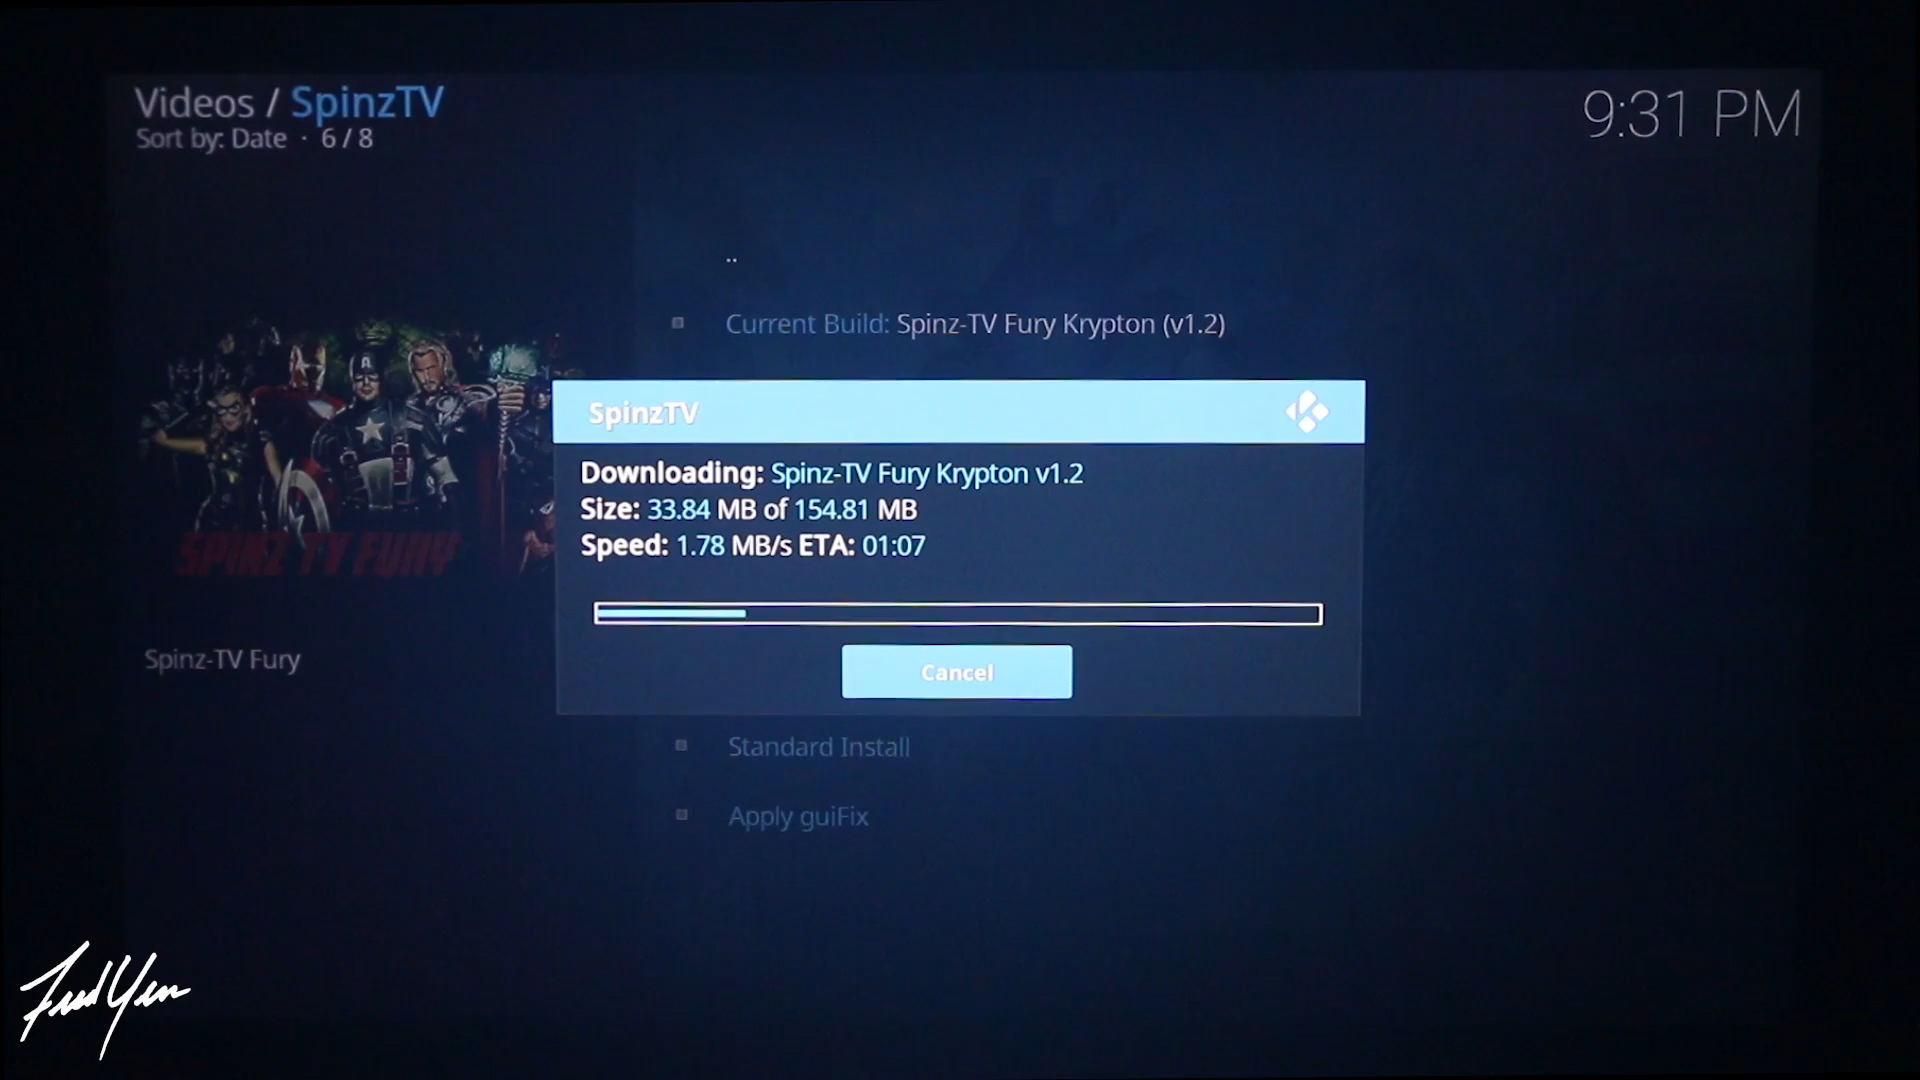 Videos / SpinzTV
Sort by: Date · 6 / 8
9:31 PM
..
Current Build: Spinz-TV Fury Krypton (v1.2)
SpinzTV
Downloading: Spinz-TV Fury Krypton v1.2
Size: 33.84 MB of 154.81 MB
Speed: 1.78 MB/s ETA: 01:07
Cancel
SPINZ TV FURY
Spinz-TV Fury
Standard Install
Apply guiFix
Fred Yen